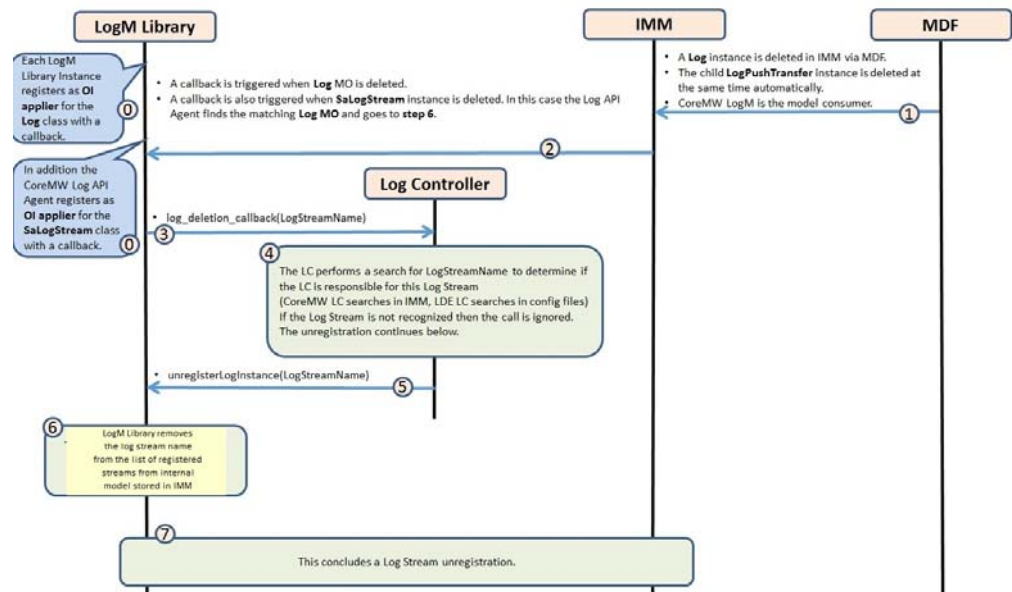 LogM Library
IMM
MDF
Each LogM
Library Instance
registers as OI
applier for the
Log class with a
callback.
0
• A callback is triggered when Log MO is deleted.
• A callback is also triggered when SaLogStream instance is deleted. In this case the Log API
Agent finds the matching Log MO and goes to step 6.
• A Log instance is deleted in IMM via MDF.
• The child LogPushTransfer instance is deleted at
the same time automatically.
• CoreMW LogM is the model consumer.
1
2
In addition the
CoreMW Log API
Agent registers as
OI applier for the
SaLogStream class
with a callback.
0
Log Controller
• log_deletion_callback(LogStreamName)
3
4
The LC performs a search for LogStreamName to determine if
the LC is responsible for this Log Stream
(CoreMW LC searches in IMM, LDE LC searches in config files)
If the Log Stream is not recognized then the call is ignored.
The unregistration continues below.
• unregisterLogInstance(LogStreamName)
5
6
LogM Library removes
the log stream name
from the list of registered
streams from internal
model stored in IMM
7
This concludes a Log Stream unregistration.